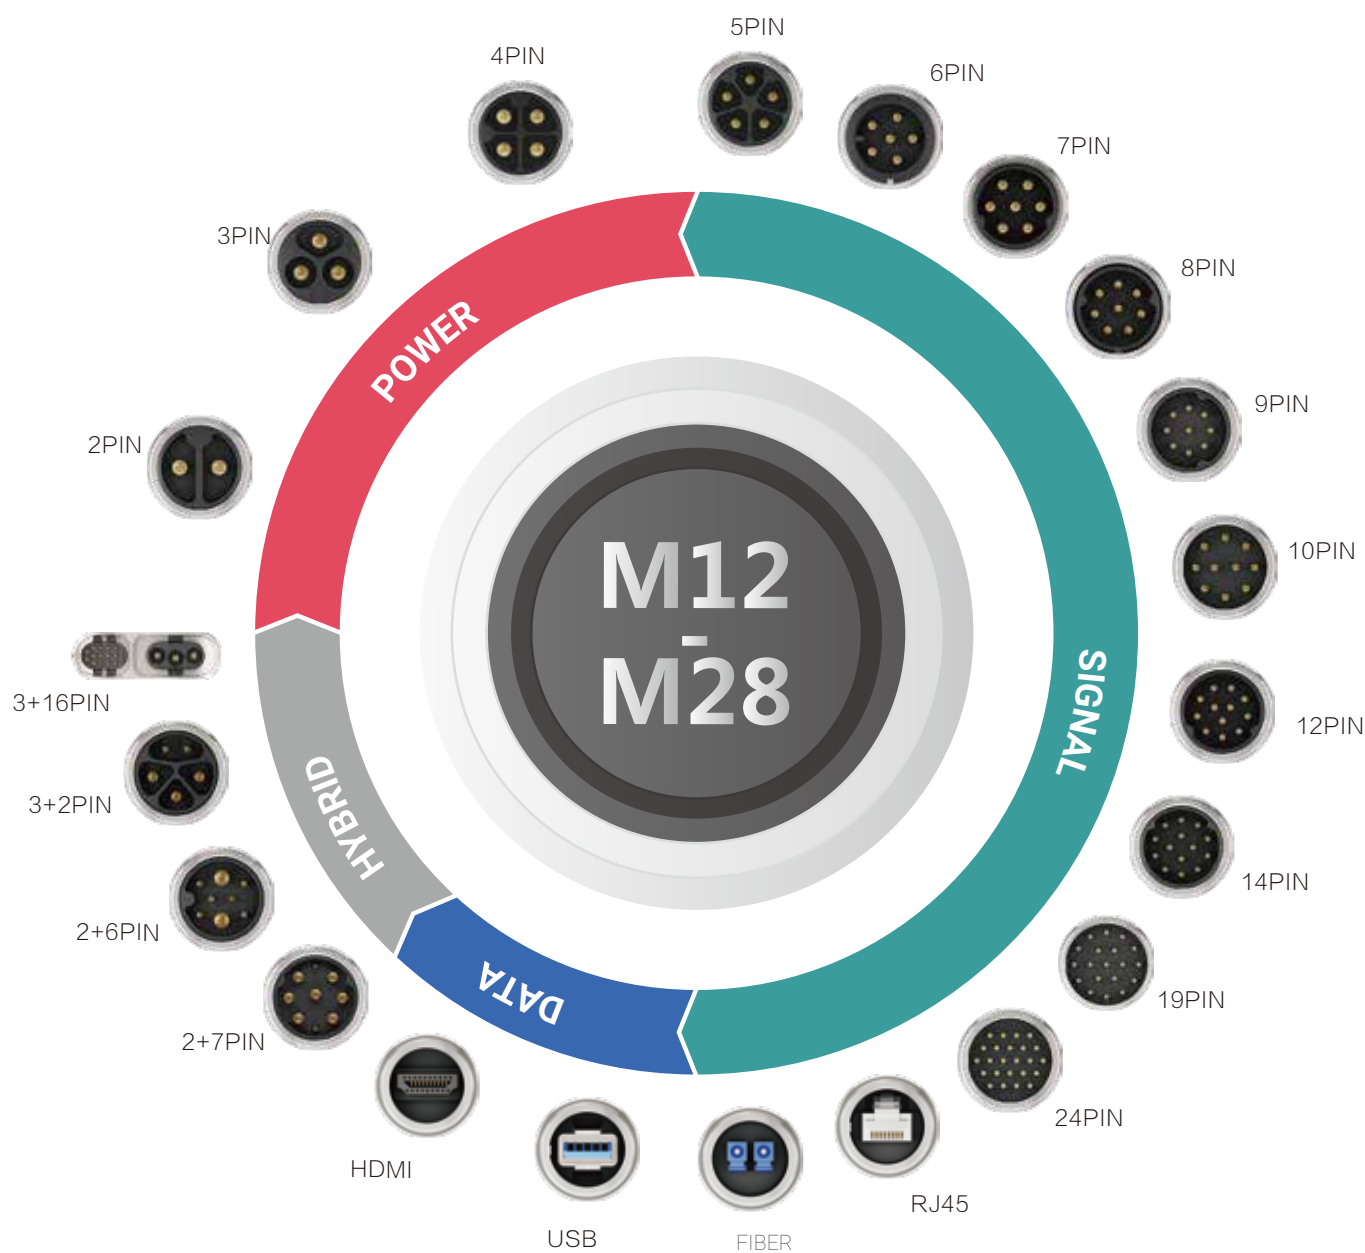 5PIN
4PIN
6PIN
7PIN
3PIN
8PIN
POWER
9PIN
2PIN
10PIN
M12
-
M28
SIGNAL
3+16PIN
12PIN
HYBRID
3+2PIN
14PIN
2+6PIN
DATA
19PIN
2+7PIN
24PIN
HDMI
RJ45
USB
FIBER